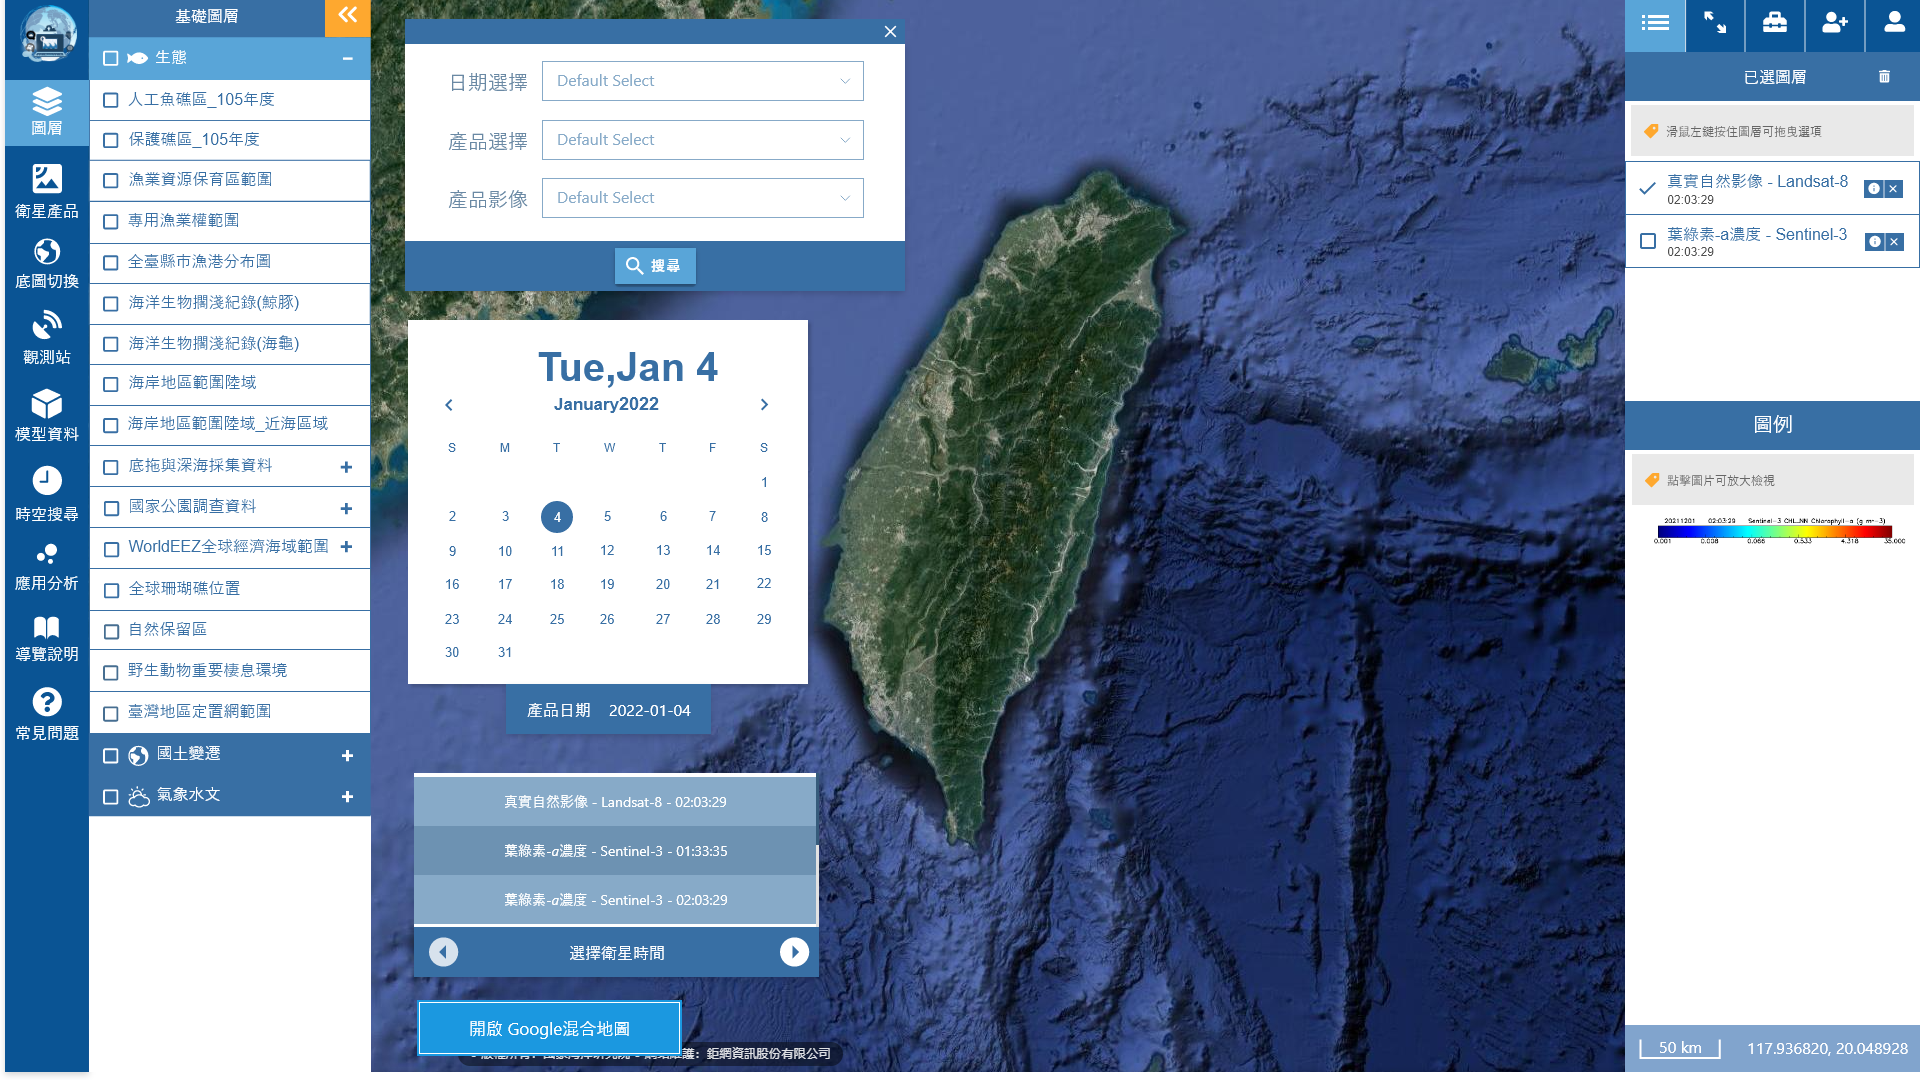 圖層
衛星產品
底圖切換
觀測站
模型資料
時空搜尋
應用分析
導覽說明
常見問題
基礎圖層
生態
人工魚礁區_105年度
保護礁區_105年度
漁業資源保育區範圍
專用漁業權範圍
全臺縣市漁港分布圖
海洋生物擱淺紀錄(鯨豚)
海洋生物擱淺紀錄(海龜)
海岸地區範圍陸域
海岸地區範圍陸域_近海區域
底拖與深海採集資料
國家公園調查資料
WorldEEZ全球經濟海域範圍
全球珊瑚礁位置
自然保留區
野生動物重要棲息環境
臺灣地區定置網範圍
國土變遷
氣象水文
日期選擇 Default Select
產品選擇 Default Select
產品影像 Default Select
搜尋
Tue,Jan 4
January2022
S M T W T F S
1
2 3 4 5 6 7 8
9 10 11 12 13 14 15
16 17 18 19 20 21 22
23 24 25 26 27 28 29
30 31
產品日期 2022-01-04
真實自然影像 - Landsat-8 - 02:03:29
葉綠素-a濃度 - Sentinel-3 - 01:33:35
葉綠素-a濃度 - Sentinel-3 - 02:03:29
選擇衛星時間
開啟 Google混合地圖
鉅網資訊股份有限公司
已選圖層
滑鼠左鍵按住圖層可拖曳選項
真實自然影像 - Landsat-8
02:03:29
葉綠素-a濃度 - Sentinel-3
02:03:29
圖例
點擊圖片可放大檢視
20211201 02:03:29 Sentinel-3 CHL_NN Chlorophyll-a (g m-3)
0.001 0.008 0.066 0.533 4.318 35.000
50 km
117.936820, 20.048928